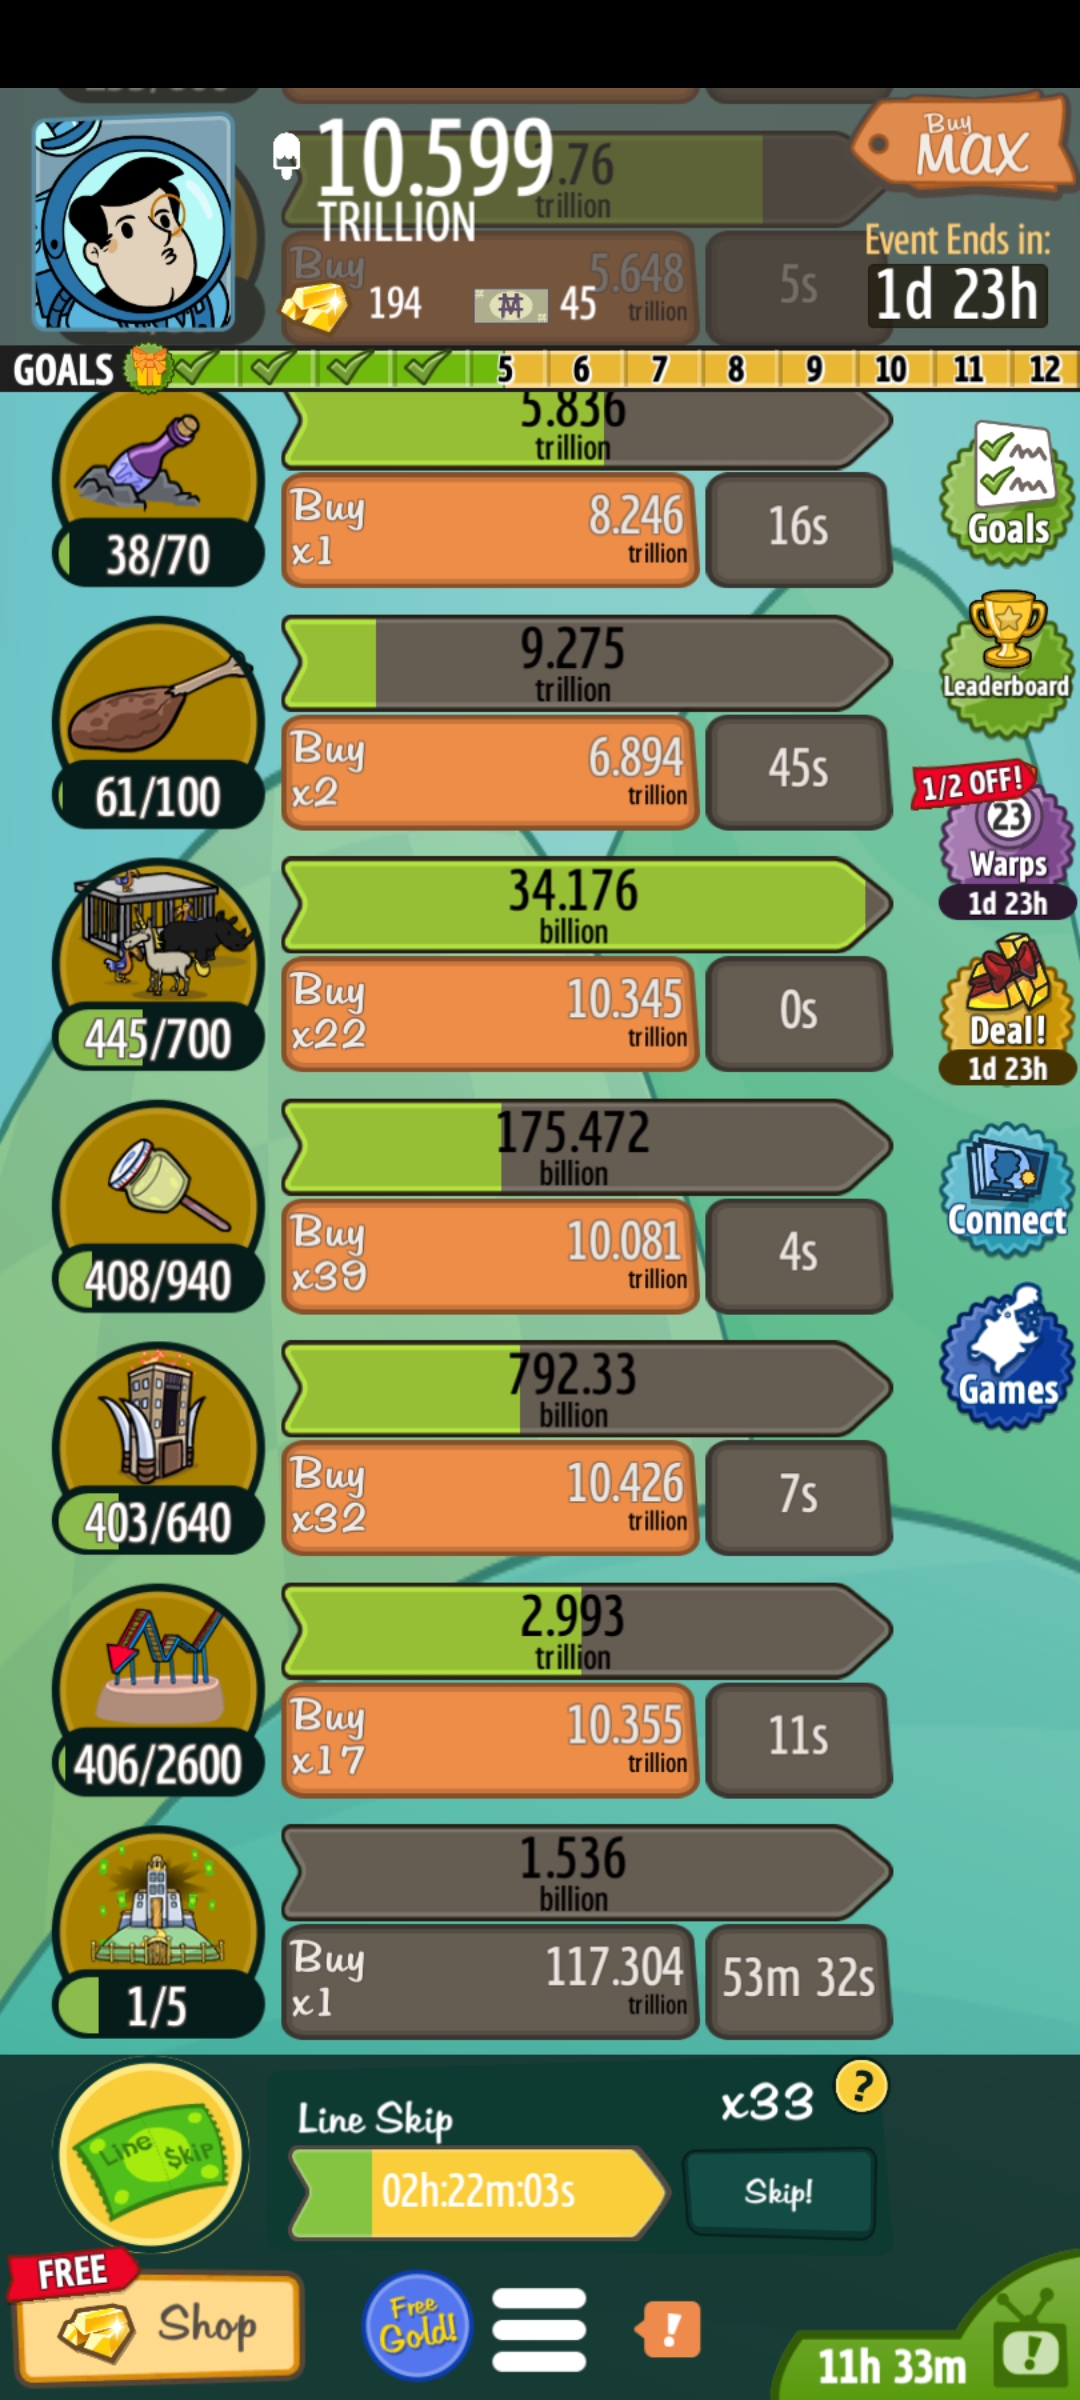 10.599
TRILLION
Buy
MAX
.76
trillion
Event Ends in:
1d 23h
Buy
5.648
trillion
5s
194
45
GOALS
5 6 7 8 9 10 11 12
5.836
trillion
Buy
x1
8.246
trillion
16s
38/70
Goals
9.275
trillion
Buy
x2
6.894
trillion
45s
61/100
Leaderboard
1/2 OFF!
23
Warps
1d 23h
34.176
billion
Buy
x22
10.345
trillion
0s
445/700
Deal!
1d 23h
175.472
billion
Buy
x39
10.081
trillion
4s
408/940
Connect
792.33
billion
Buy
x32
10.426
trillion
7s
403/640
Games
2.993
trillion
Buy
x17
10.355
trillion
11s
406/2600
1.536
billion
Buy
x1
117.304
trillion
53m 32s
1/5
Line $kip
Line Skip
x33
?
02h:22m:03s
Skip!
FREE
Shop
Free
Gold!
!
11h 33m
!